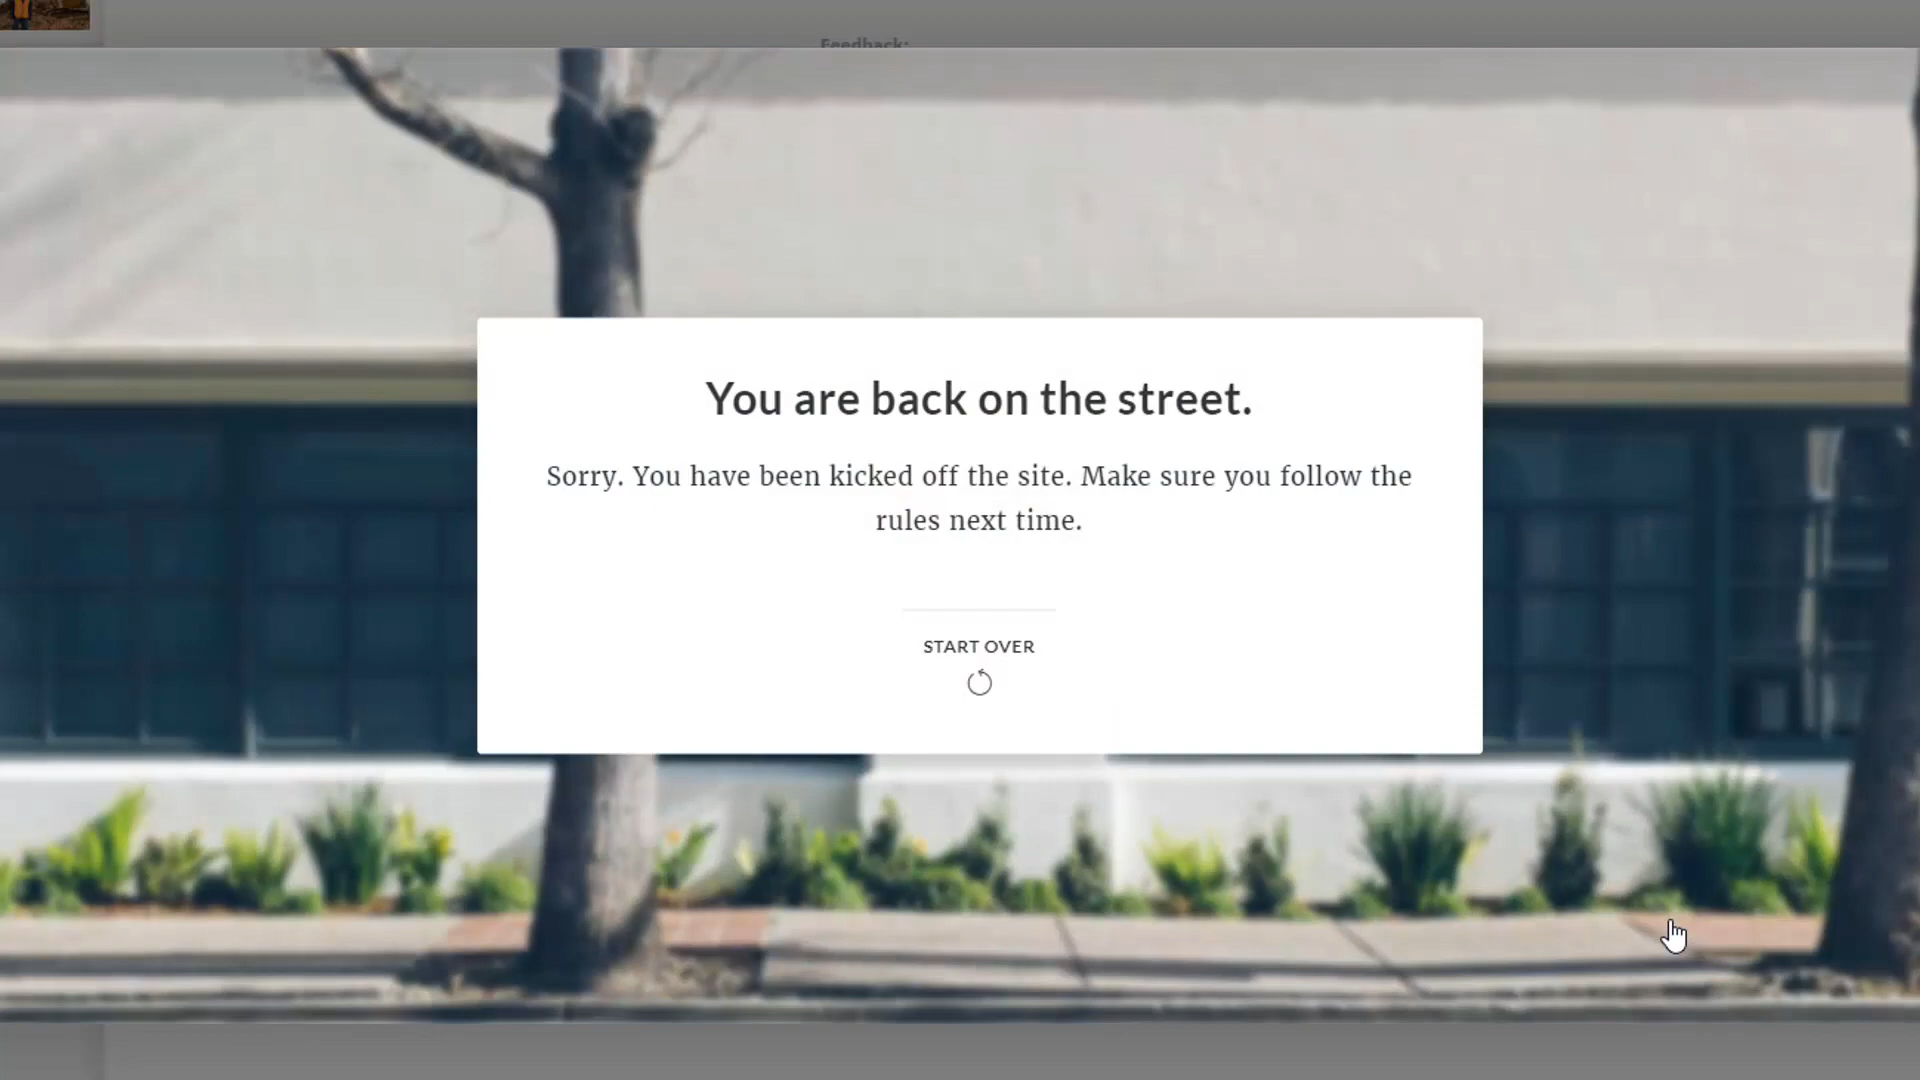 Feedback:
You are back on the street.
Sorry. You have been kicked off the site. Make sure you follow the
rules next time.
START OVER